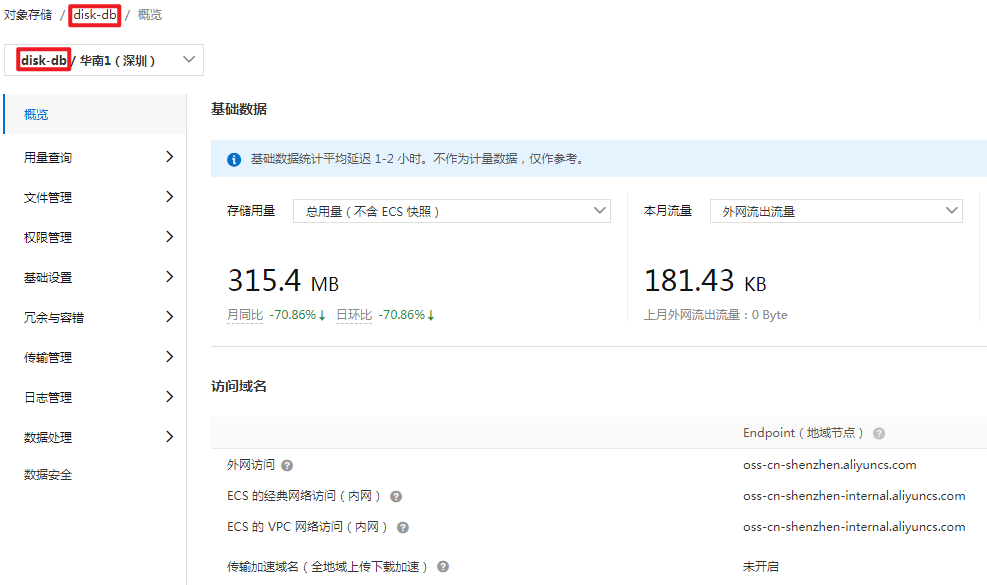 对象存储 / disk-db / 概览
disk-db / 华南1（深圳）
概览
用量查询
文件管理
权限管理
基础设置
冗余与容错
传输管理
日志管理
数据处理
数据安全
基础数据
基础数据统计平均延迟 1-2 小时。不作为计量数据，仅作参考。
存储用量 总用量（不含 ECS 快照）
315.4 MB
月同比 -70.86%↓ 日环比 -70.86%↓
本月流量 外网流出流量
181.43 KB
上月外网流出流量：0 Byte
访问域名
Endpoint（地域节点） ?
外网访问 ? oss-cn-shenzhen.aliyuncs.com
ECS 的经典网络访问（内网） ? oss-cn-shenzhen-internal.aliyuncs.com
ECS 的 VPC 网络访问（内网） ? oss-cn-shenzhen-internal.aliyuncs.com
传输加速域名（全地域上传下载加速） ? 未开启